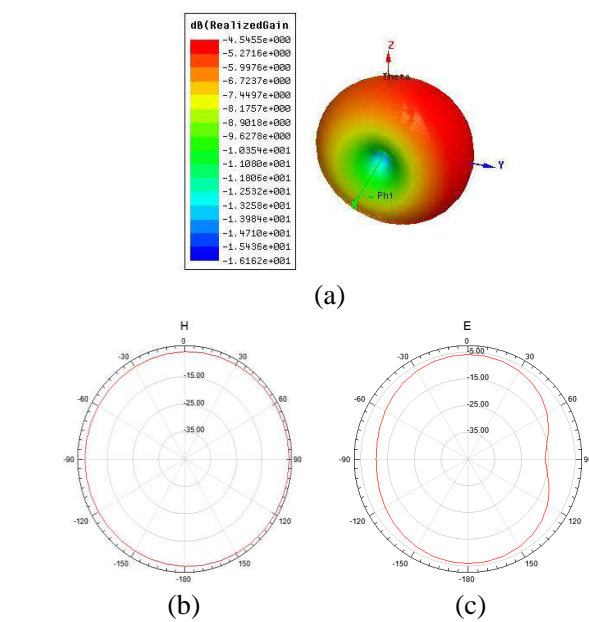 dB(RealizedGain
-4.5455e+000
-5.2716e+000
-5.9976e+000
-6.7237e+000
-7.4497e+000
-8.1757e+000
-8.9018e+000
-9.6278e+000
-1.0354e+001
-1.1080e+001
-1.1806e+001
-1.2532e+001
-1.3258e+001
-1.3984e+001
-1.4710e+001
-1.5436e+001
-1.6162e+001
Z
Theta
Y
Phi
(a)
H
0
-30 30
-15.00
-60 60
-25.00
-35.00
-90 90
-120 120
-150 150
-180
(b)
E
0
-5.00
-30 30
-15.00
-60 60
-25.00
-35.00
-90 90
-120 120
-150 150
-180
(c)